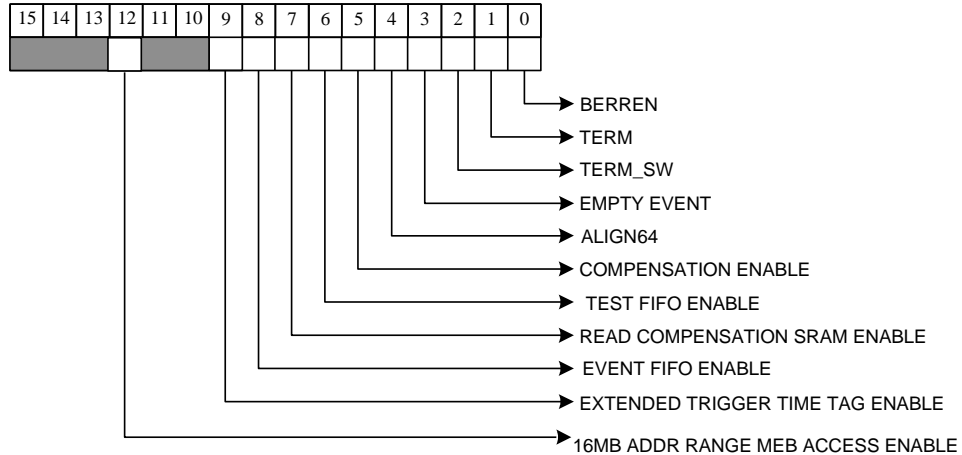 15 14 13 12 11 10 9 8 7 6 5 4 3 2 1 0
BERREN
TERM
TERM_SW
EMPTY EVENT
ALIGN64
COMPENSATION ENABLE
TEST FIFO ENABLE
READ COMPENSATION SRAM ENABLE
EVENT FIFO ENABLE
EXTENDED TRIGGER TIME TAG ENABLE
16MB ADDR RANGE MEB ACCESS ENABLE